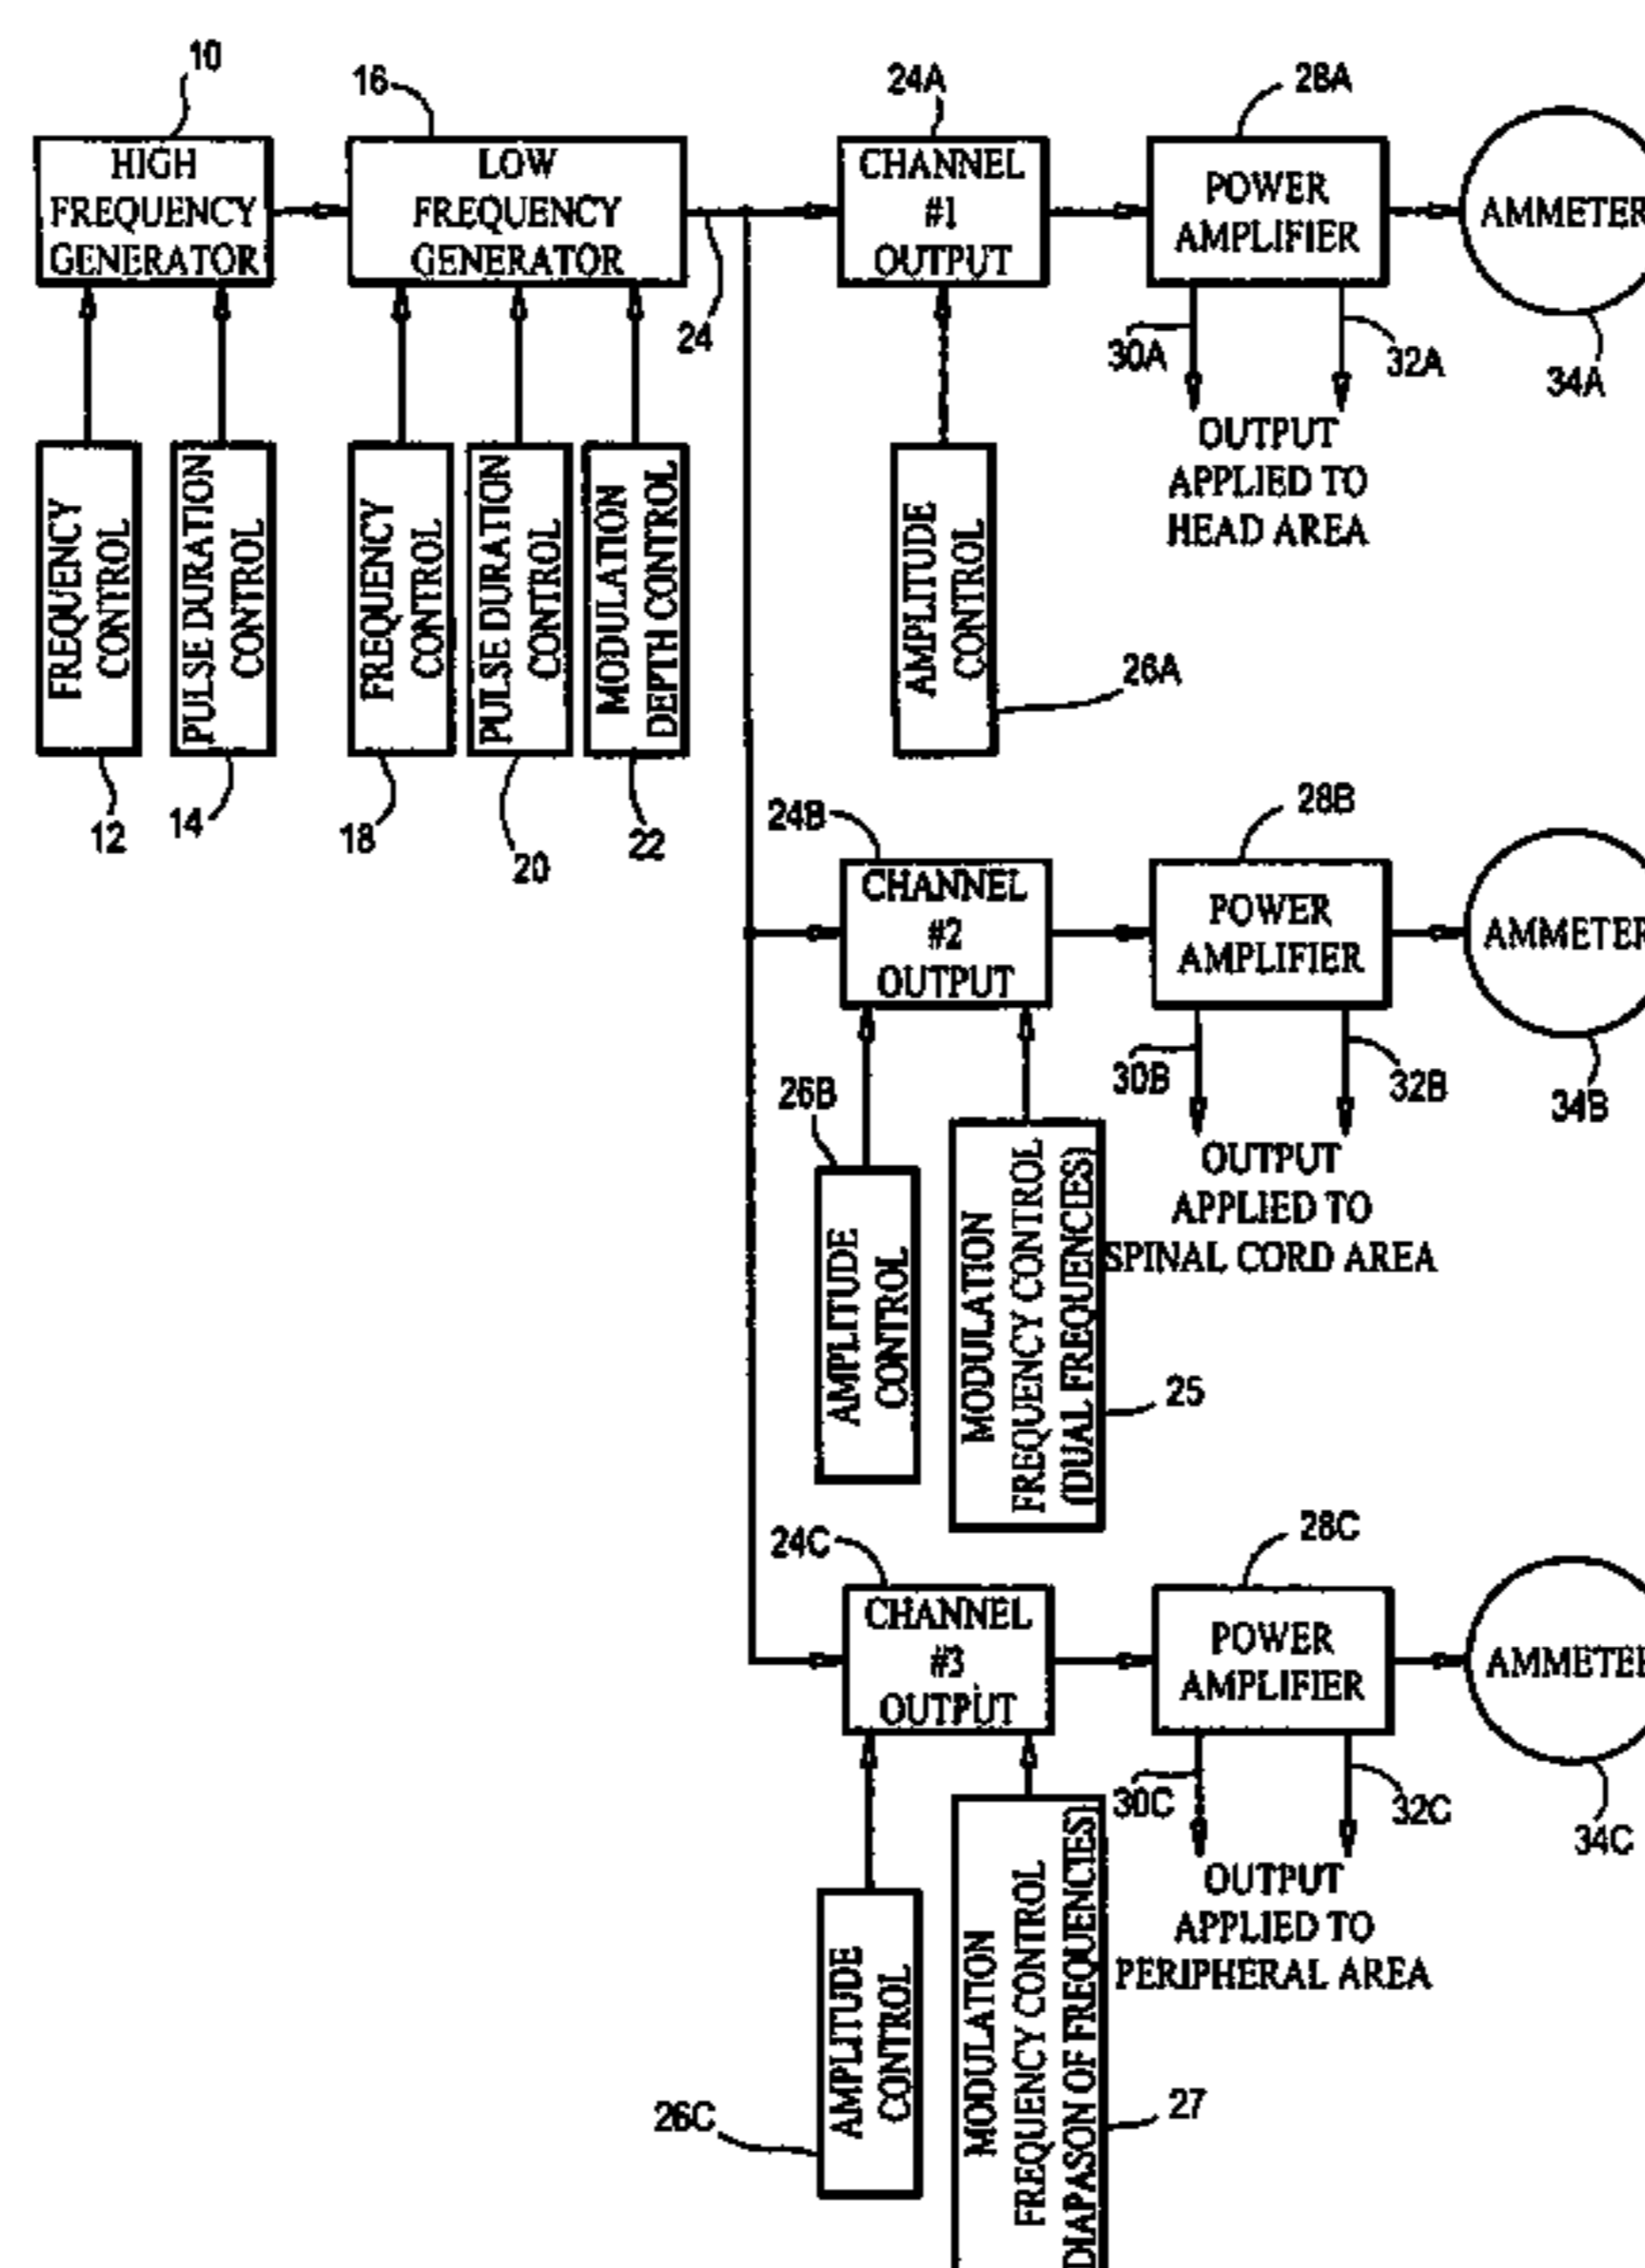 10
HIGH
FREQUENCY
GENERATOR
16
LOW
FREQUENCY
GENERATOR
24
24A
CHANNEL
#1
OUTPUT
28A
POWER
AMPLIFIER
AMMETER
34A
30A
32A
OUTPUT
APPLIED TO
HEAD AREA
FREQUENCY
CONTROL
12
PULSE DURATION
CONTROL
14
FREQUENCY
CONTROL
18
PULSE DURATION
CONTROL
20
MODULATION
DEPTH CONTROL
22
AMPLITUDE
CONTROL
26A
24B
CHANNEL
#2
OUTPUT
28B
POWER
AMPLIFIER
AMMETER
34B
30B
32B
OUTPUT
APPLIED TO
SPINAL CORD AREA
26B
AMPLITUDE
CONTROL
MODULATION
FREQUENCY CONTROL
(DUAL FREQUENCIES)
25
24C
CHANNEL
#3
OUTPUT
28C
POWER
AMPLIFIER
AMMETER
34C
30C
32C
OUTPUT
APPLIED TO
PERIPHERAL AREA
AMPLITUDE
CONTROL
26C
MODULATION
FREQUENCY CONTROL
DIAPASON OF FREQUENCIES)
27